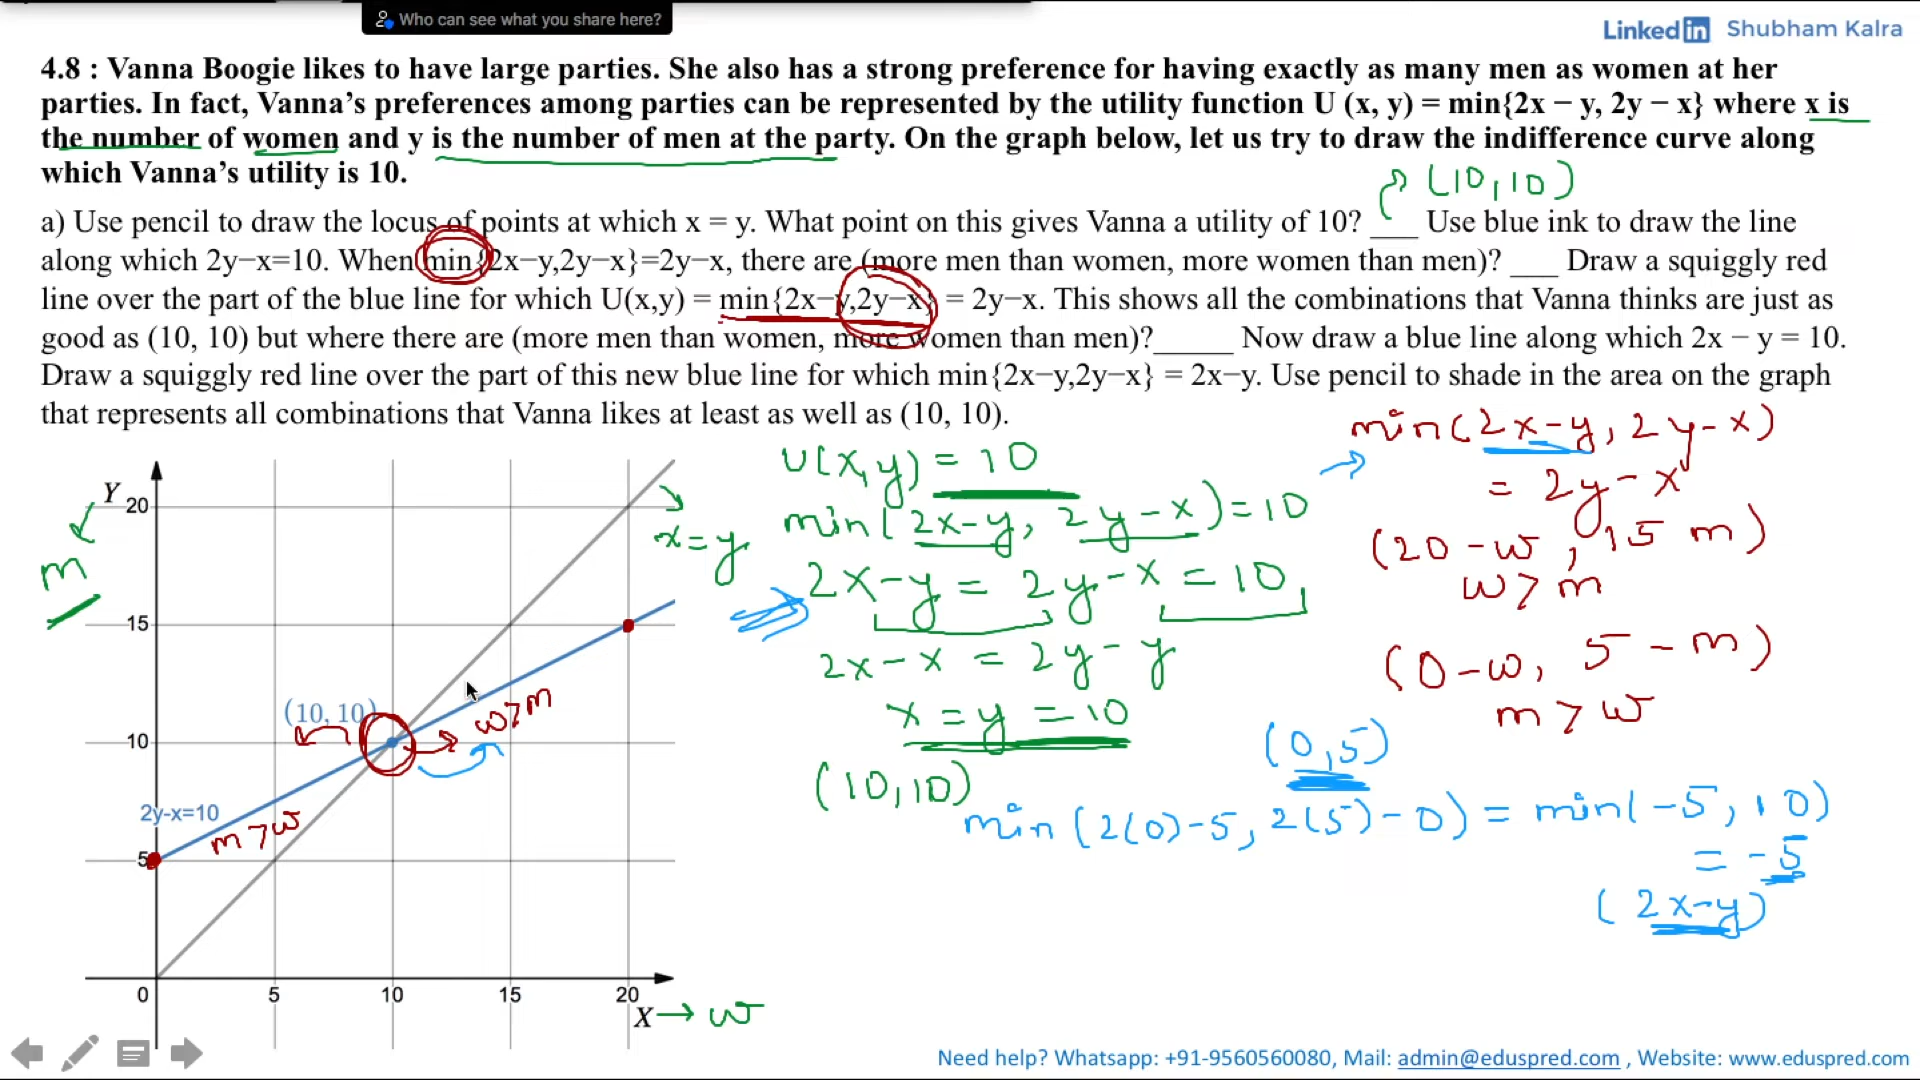 Who can see what you share here?
Linked in Shubham Kalra
4.8 : Vanna Boogie likes to have large parties. She also has a strong preference for having exactly as many men as women at her
parties. In fact, Vanna’s preferences among parties can be represented by the utility function U (x, y) = min{2x − y, 2y − x} where x is
the number of women and y is the number of men at the party. On the graph below, let us try to draw the indifference curve along
which Vanna’s utility is 10.
(10,10)
a) Use pencil to draw the locus of points at which x = y. What point on this gives Vanna a utility of 10? ___ Use blue ink to draw the line
along which 2y−x=10. When min{2x−y,2y−x}=2y−x, there are (more men than women, more women than men)? ___ Draw a squiggly red
line over the part of the blue line for which U(x,y) = min{2x−y,2y−x} = 2y−x. This shows all the combinations that Vanna thinks are just as
good as (10, 10) but where there are (more men than women, more women than men)?_____ Now draw a blue line along which 2x − y = 10.
Draw a squiggly red line over the part of this new blue line for which min{2x−y,2y−x} = 2x−y. Use pencil to shade in the area on the graph
that represents all combinations that Vanna likes at least as well as (10, 10).
Y
20
15
10
5
0
5
10
15
20
X → w
m
x=y
(10, 10)
w>m
2y-x=10
m>w
U(x,y) = 10
min(2x-y, 2y-x)=10
2x-y = 2y-x = 10
2x-x = 2y-y
x = y = 10
(10,10)
min(2x-y, 2y-x)
= 2y-x
(20-w, 15 m)
w > m
(0-w, 5-m)
m > w
(0,5)
min(2(0)-5, 2(5)-0) = min(-5, 10)
= -5
(2x-y)
Need help? Whatsapp: +91-9560560080, Mail: admin@eduspred.com , Website: www.eduspred.com